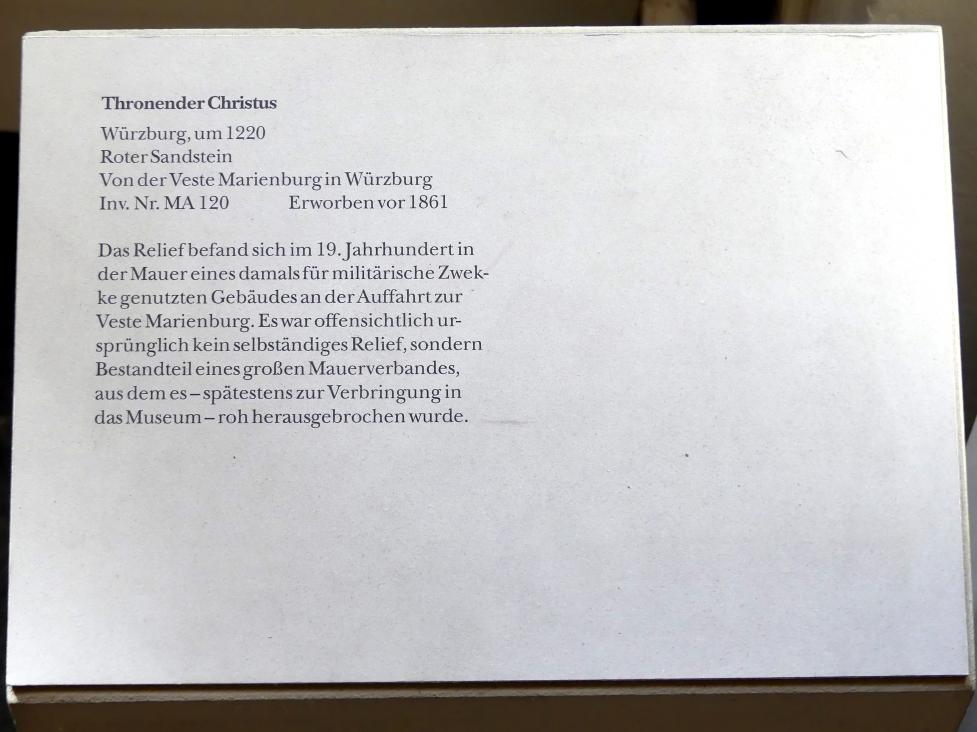 Thronender Christus
Würzburg, um 1220
Roter Sandstein
Von der Veste Marienburg in Würzburg
Inv. Nr. MA 120 Erworben vor 1861
Das Relief befand sich im 19. Jahrhundert in
der Mauer eines damals für militärische Zwek-
ke genutzten Gebäudes an der Auffahrt zur
Veste Marienburg. Es war offensichtlich ur-
sprünglich kein selbständiges Relief, sondern
Bestandteil eines großen Mauerverbandes,
aus dem es – spätestens zur Verbringung in
das Museum – roh herausgebrochen wurde.